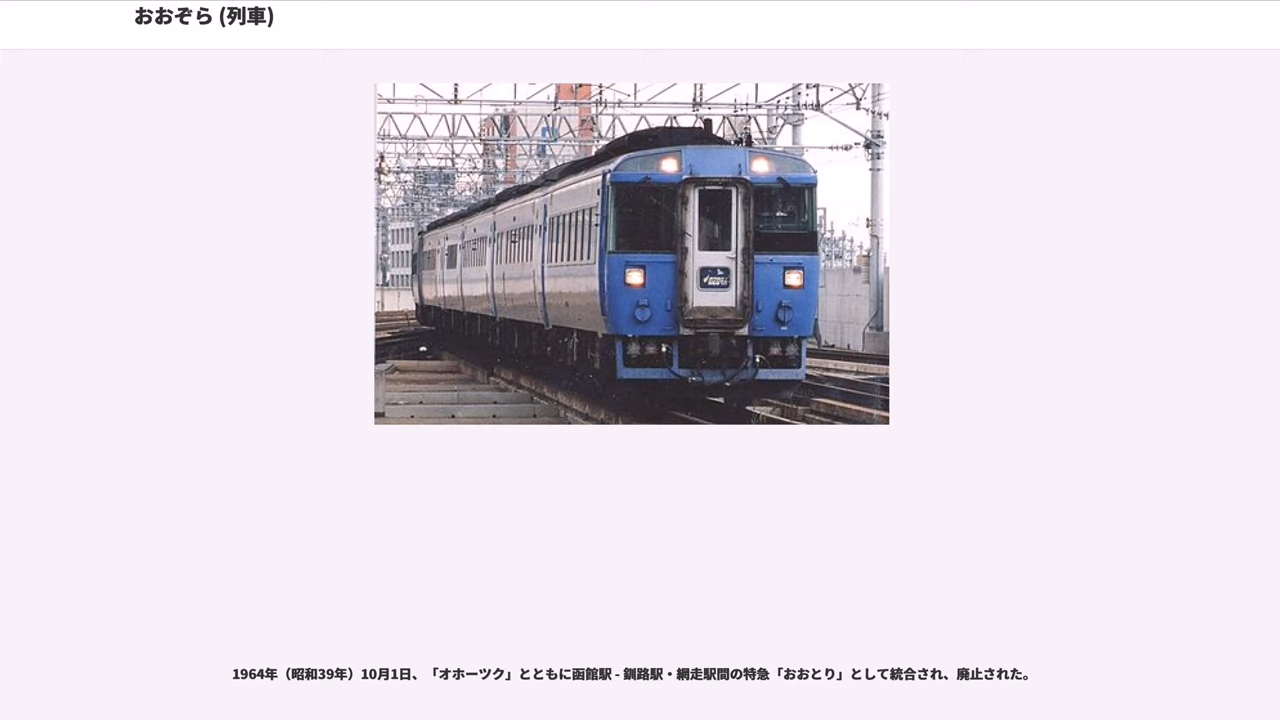 おおぞら (列車)
1964年（昭和39年）10月1日、「オホーツク」とともに函館駅 - 釧路駅・網走駅間の特急「おおとり」として統合され、廃止された。